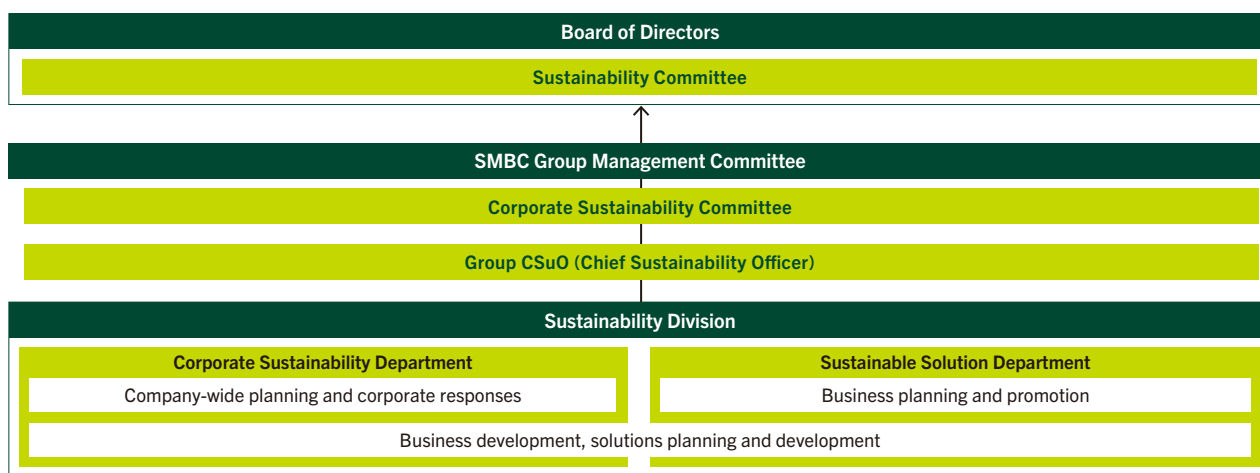 Board of Directors
Sustainability Committee
SMBC Group Management Committee
Corporate Sustainability Committee
Group CSuO (Chief Sustainability Officer)
Sustainability Division
Corporate Sustainability Department
Company-wide planning and corporate responses
Sustainable Solution Department
Business planning and promotion
Business development, solutions planning and development